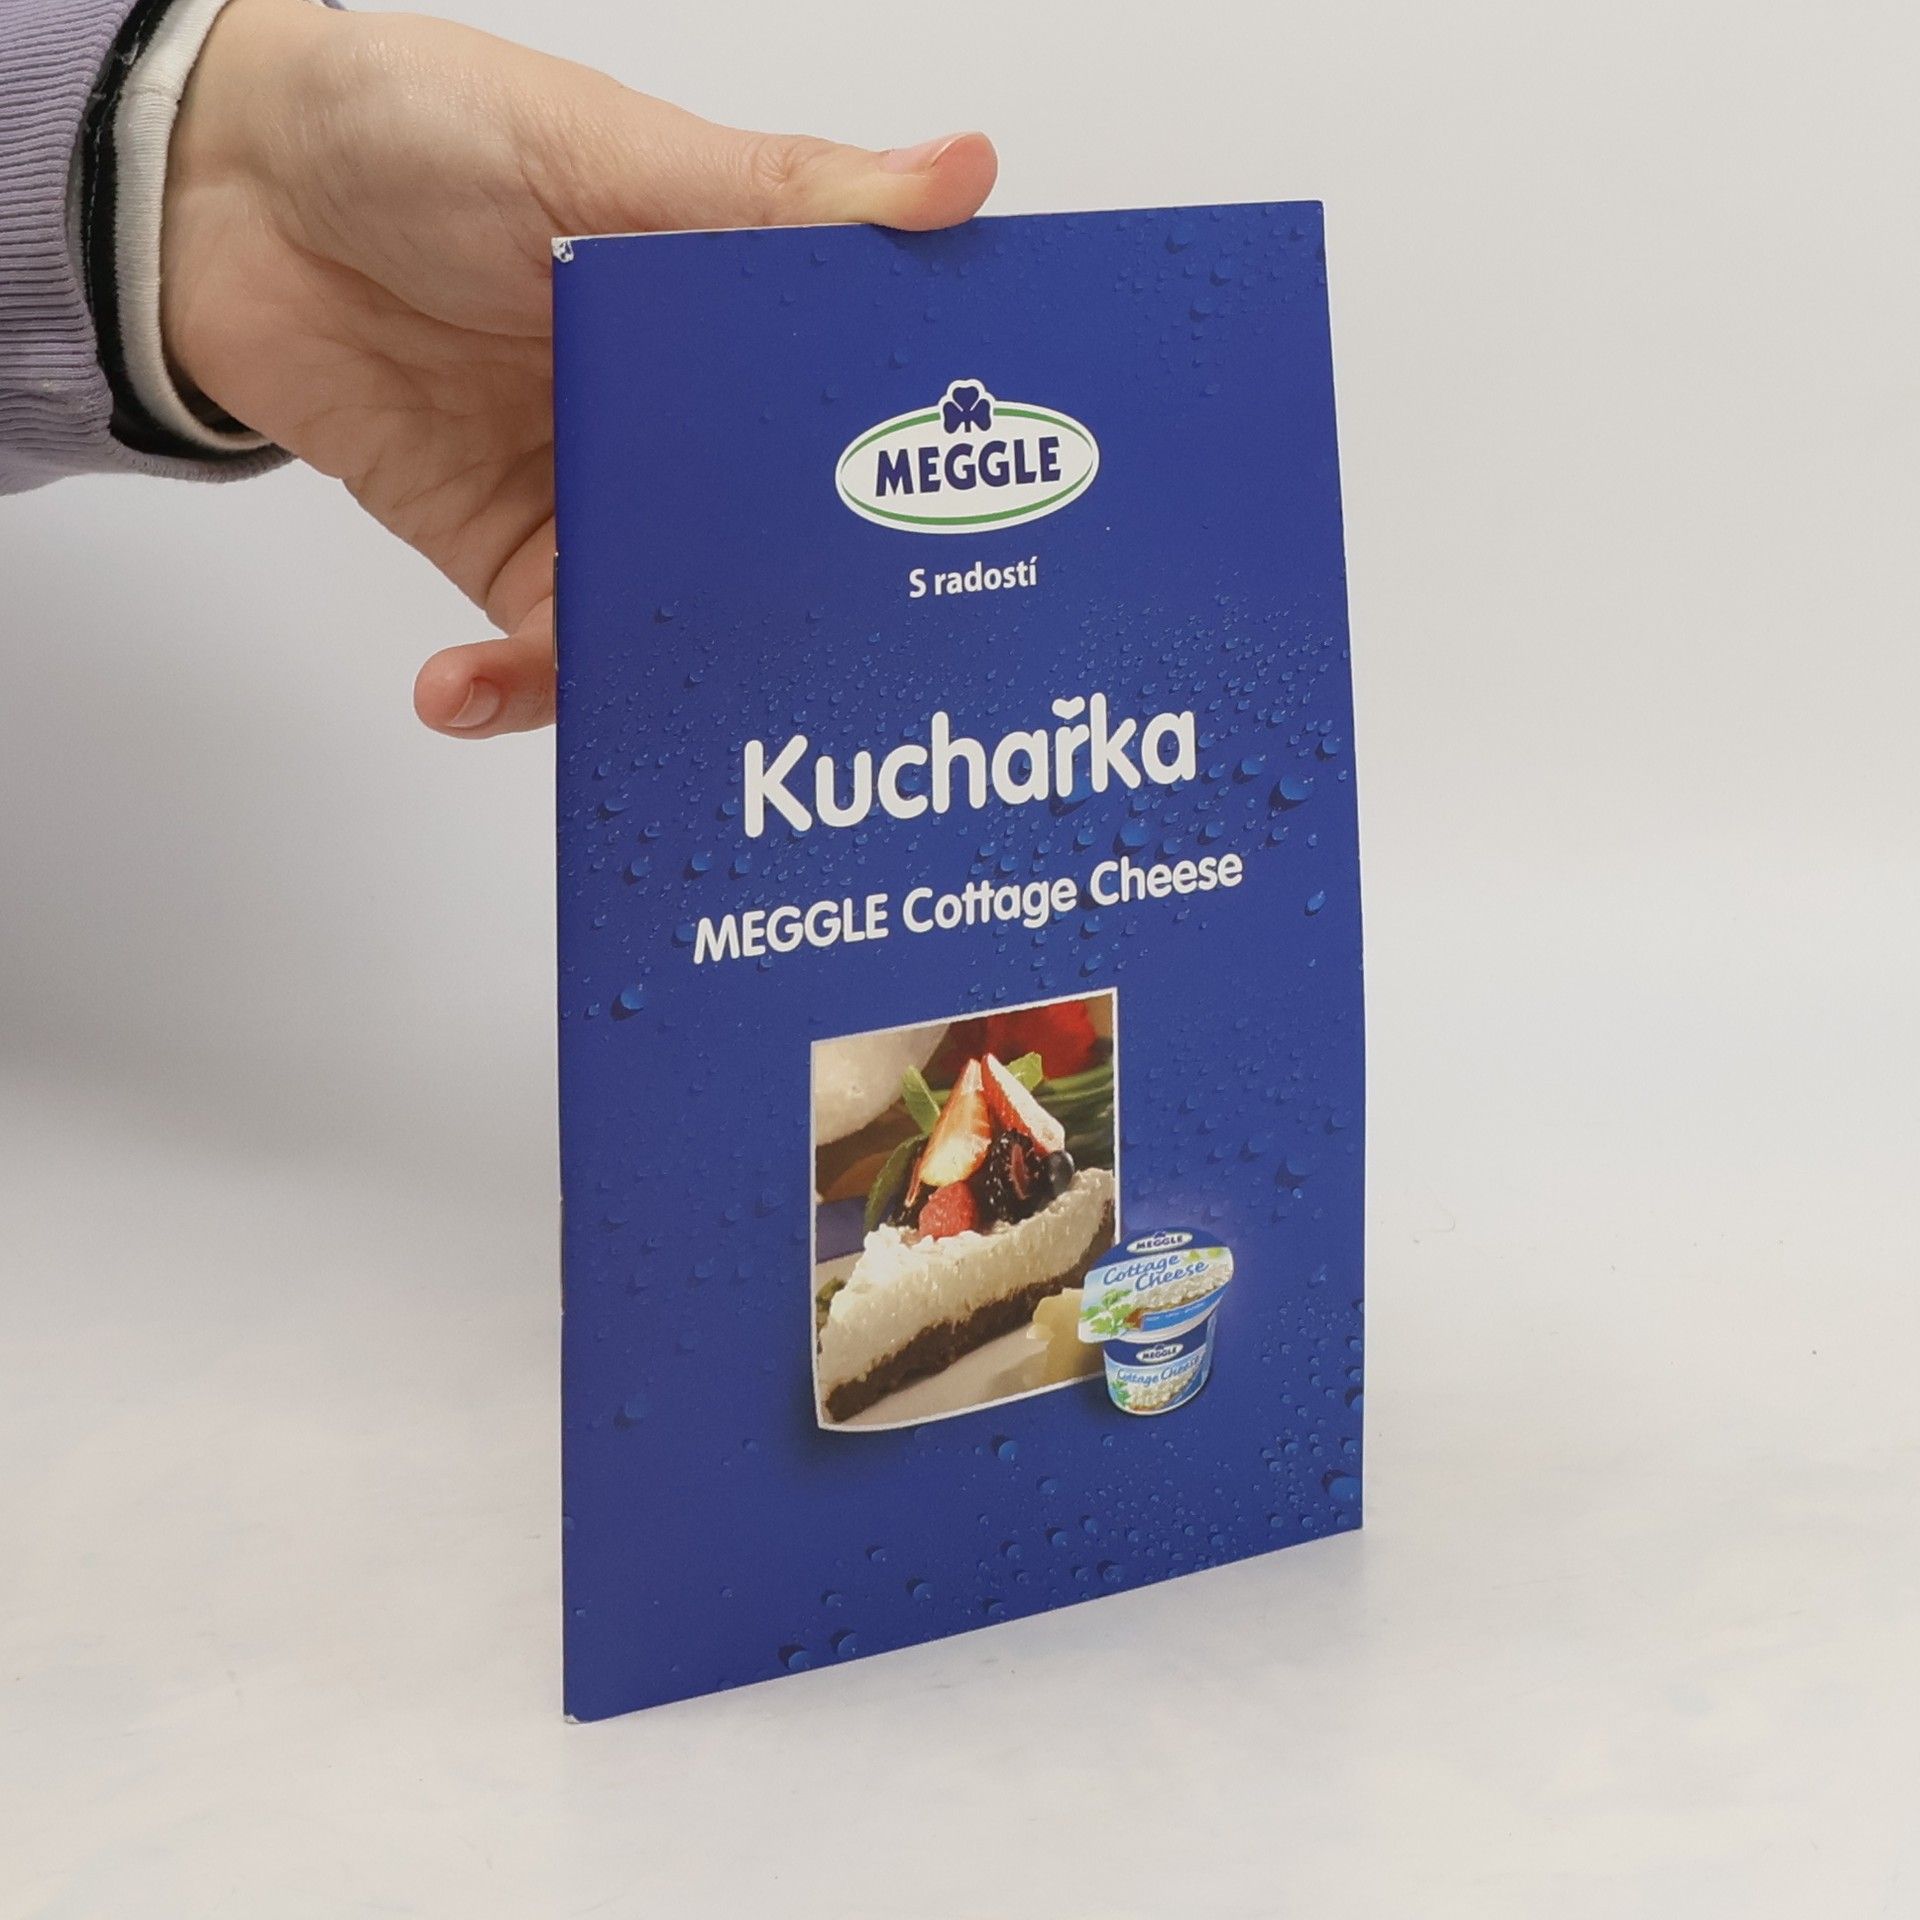 MEGGLE
S radostí
Kuchařka
MEGGLE Cottage Cheese
MEGGLE
Cottage
Cheese
MEGGLE
Cottage Cheese